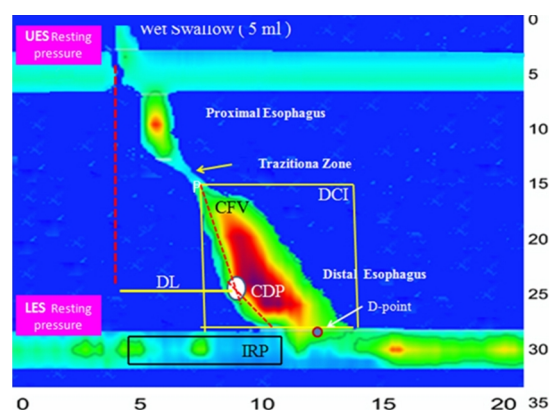 Wet Swallow ( 5 ml )
0
UES Resting
pressure
5
Proximal Esophagus
10
Trazitiona Zone
15
DCI
CFV
20
Distal Esophagus
DL
CDP
25
D-point
LES Resting
pressure
IRP
30
0
5
10
15
20
35